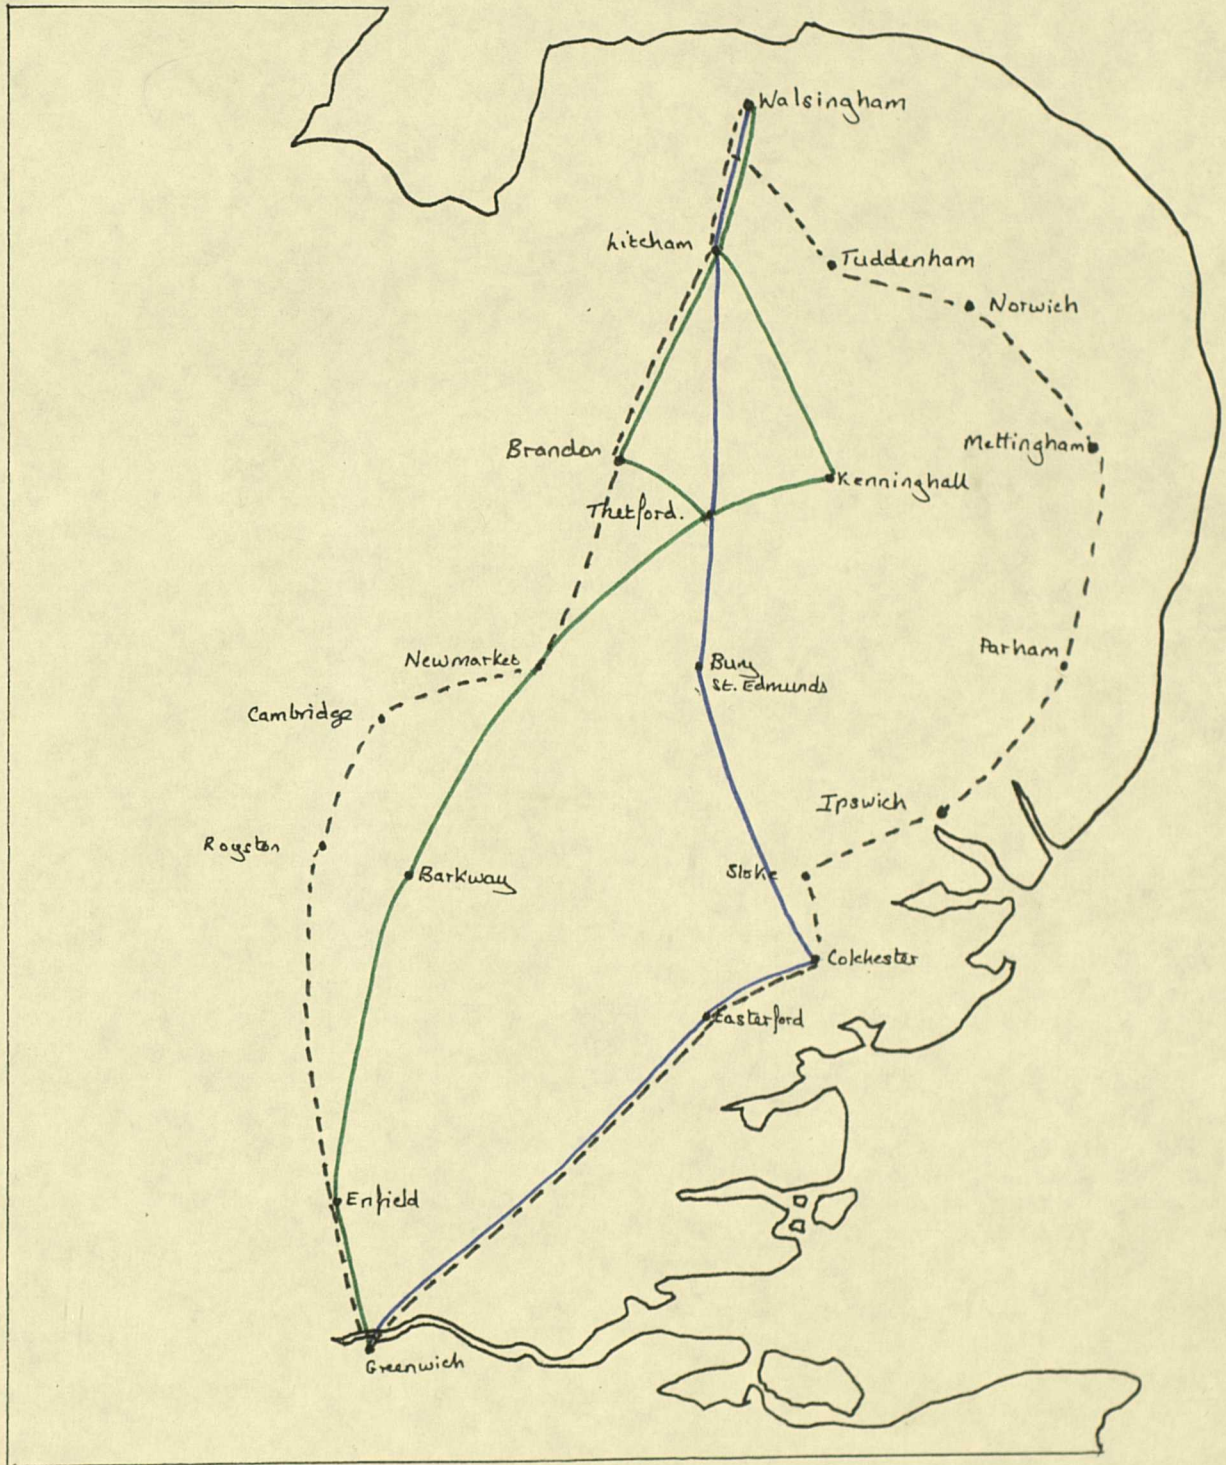 Walsingham
Litcham
Tuddenham
Norwich
Brandon
Mettingham
Kenninghall
Thetford.
Newmarket
Bury
St. Edmunds
Parham
Cambridge
Ipswich
Royston
Barkway
Stoke
Colchester
Easterford
Enfield
Greenwich